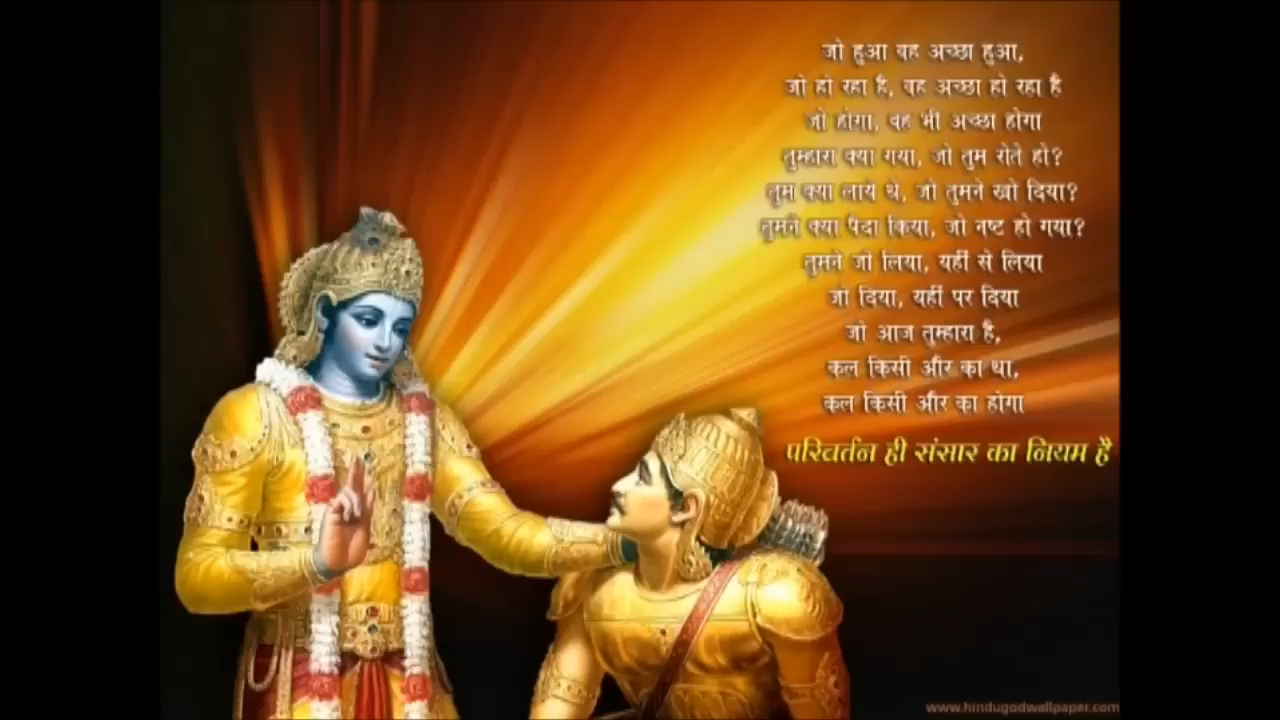 जो हुआ वह अच्छा हुआ,
जो हो रहा है, वह अच्छा हो रहा है
जो होगा, वह भी अच्छा होगा
तुम्हारा क्या गया, जो तुम रोते हो?
तुम क्या लाये थे, जो तुमने खो दिया?
तुमने क्या पैदा किया, जो नष्ट हो गया?
तुमने जो लिया, यहीं से लिया
जो दिया, यहीं पर दिया
जो आज तुम्हारा है,
कल किसी और का था,
कल किसी और का होगा
परिवर्तन ही संसार का नियम है
www.hindugodwallpaper.com